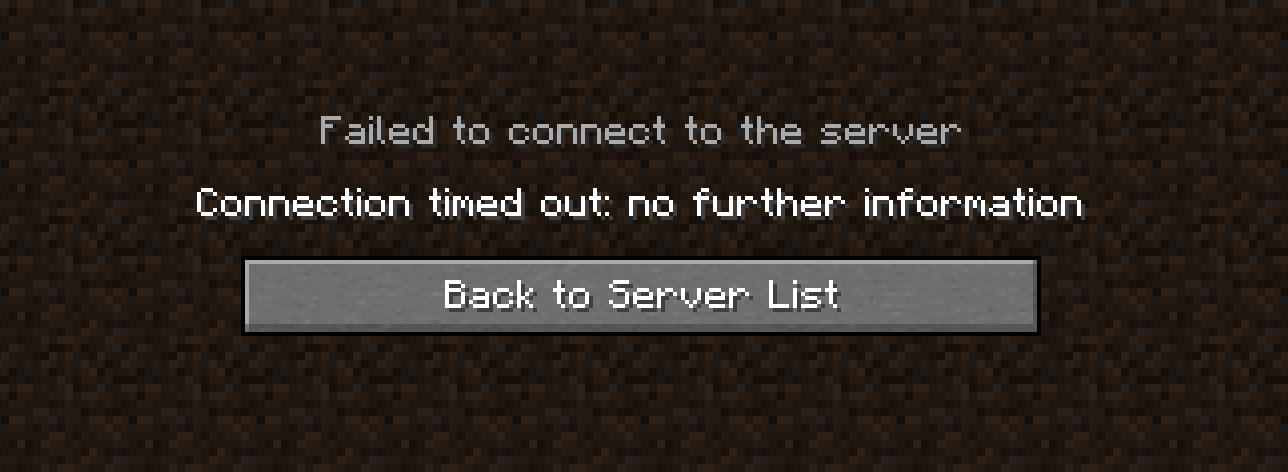 Failed to connect to the server
Connection timed out: no further information
Back to Server List